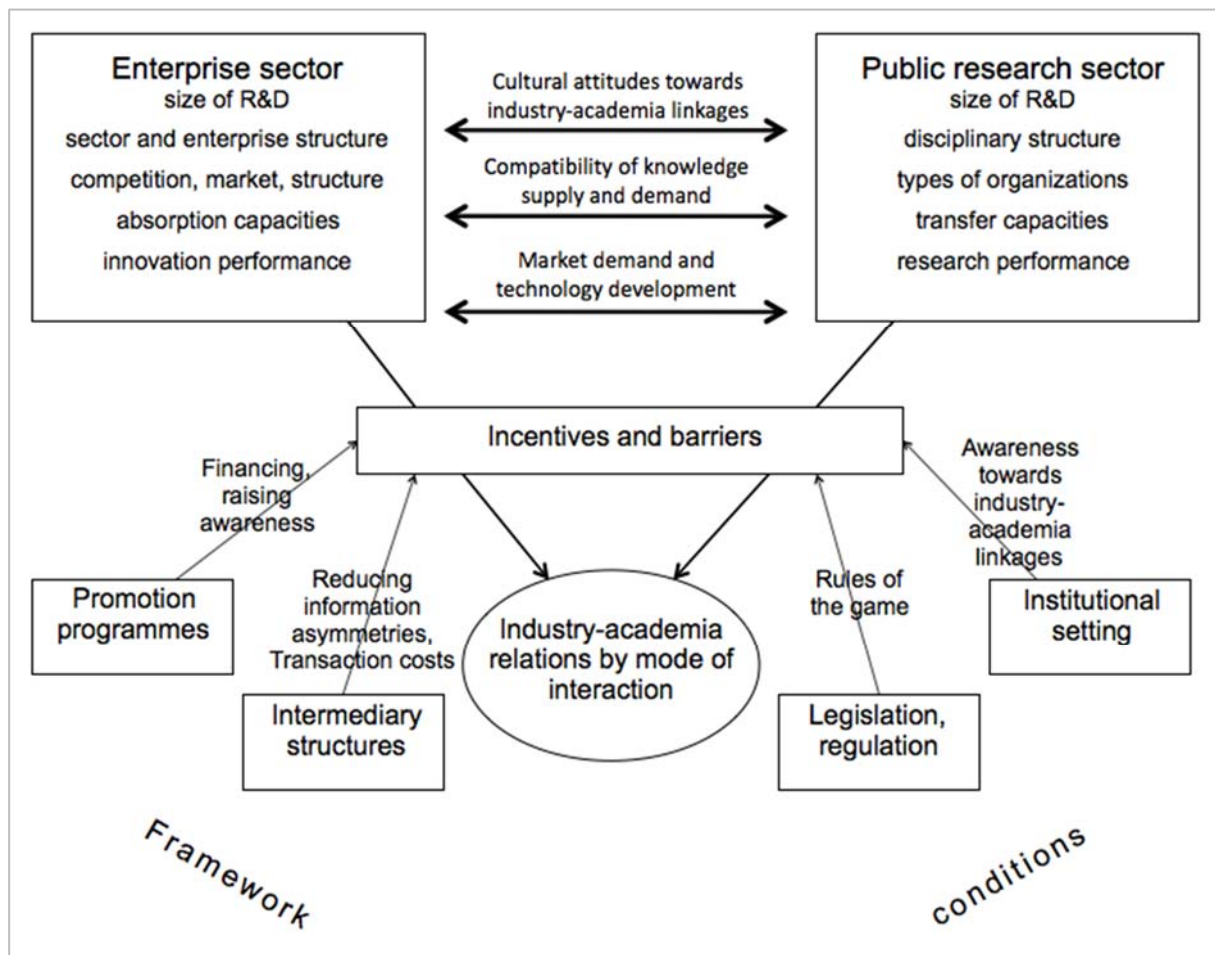 Enterprise sector
size of R&D
sector and enterprise structure
competition, market, structure
absorption capacities
innovation performance
Cultural attitudes towards
industry-academia linkages
Compatibility of knowledge
supply and demand
Market demand and
technology development
Public research sector
size of R&D
disciplinary structure
types of organizations
transfer capacities
research performance
Incentives and barriers
Financing,
raising
awareness
Reducing
information
asymmetries,
Transaction costs
Rules of
the game
Awareness
towards
industry-
academia
linkages
Promotion
programmes
Intermediary
structures
Industry-academia
relations by mode of
interaction
Legislation,
regulation
Institutional
setting
Framework
conditions